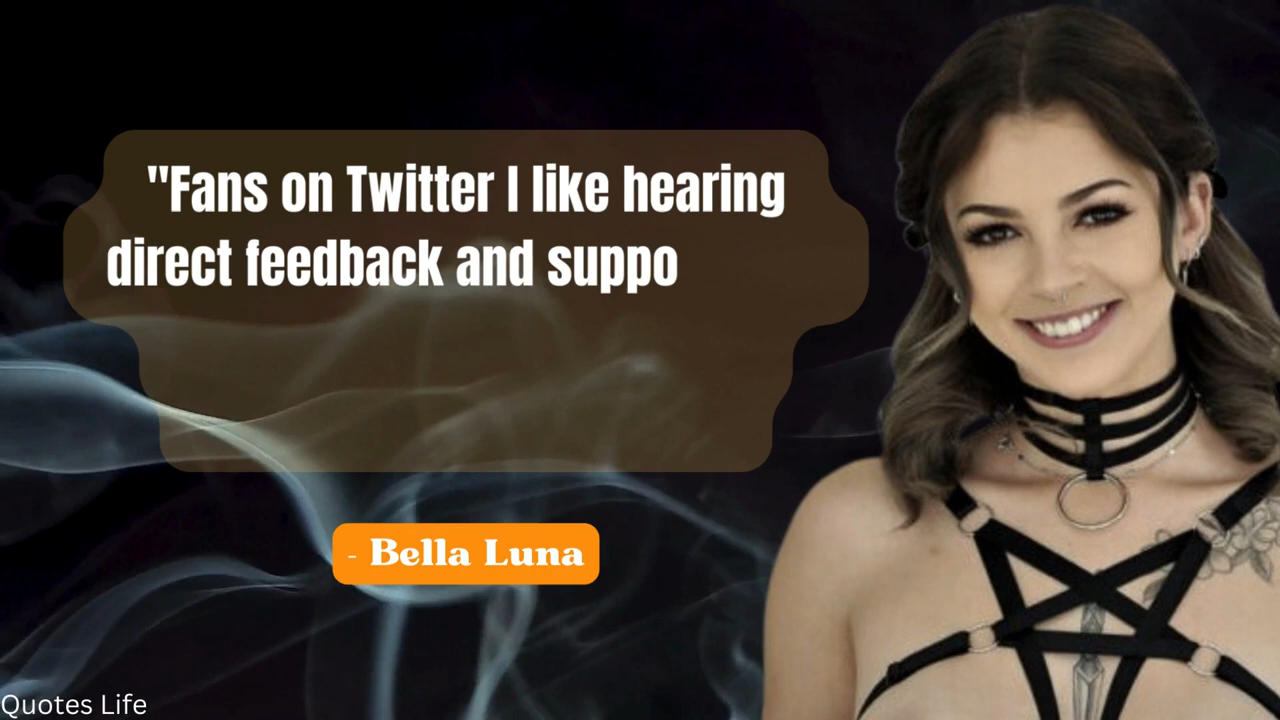 "Fans on Twitter I like hearing
direct feedback and suppo
- Bella Luna
Quotes Life